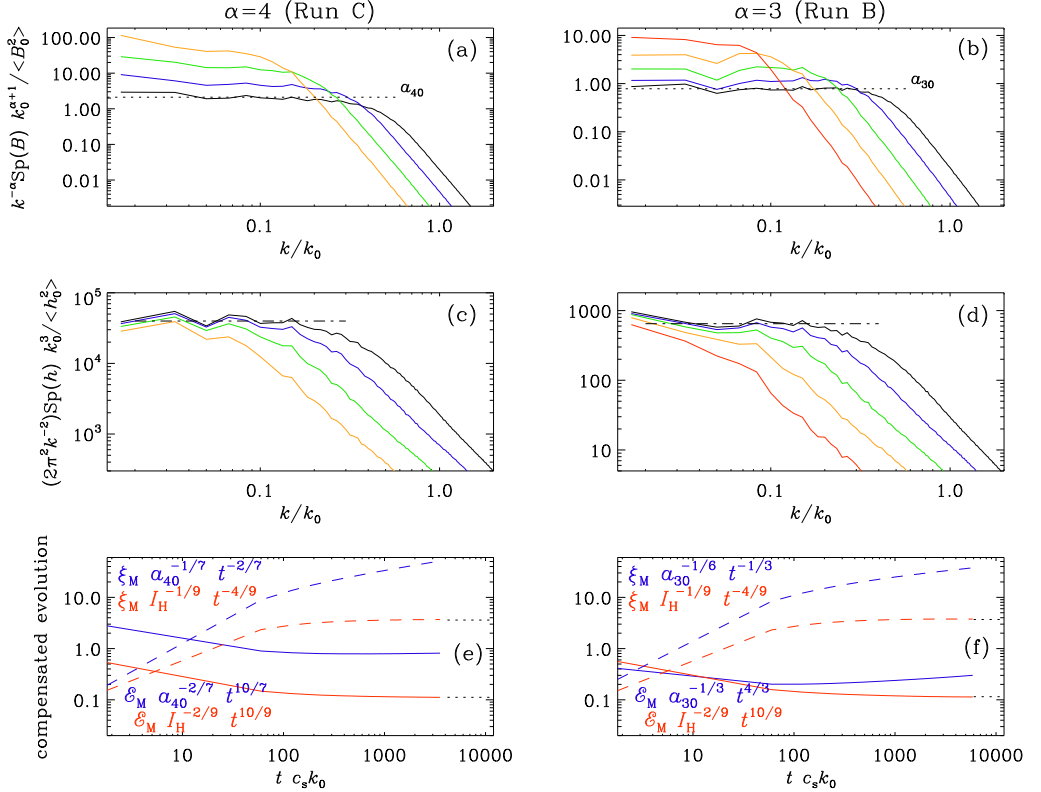 α=4 (Run C)
α=3 (Run B)
k^{-α}Sp(B) k_0^{α+1}/<B_0^2>
100.00
10.00
1.00
0.10
0.01
(a)
a_{40}
0.1
1.0
k/k_0
10.00
1.00
0.10
0.01
(b)
a_{30}
0.1
1.0
k/k_0
(2π^2k^{-2})Sp(h) k_0^3/<h_0^2>
10^5
10^4
10^3
(c)
0.1
1.0
k/k_0
1000
100
10
(d)
0.1
1.0
k/k_0
compensated evolution
10.0
1.0
0.1
ξ_M a_{40}^{-1/7} t^{-2/7}
ξ_M I_H^{-1/9} t^{-4/9}
(e)
ℰ_M a_{40}^{-2/7} t^{10/7}
ℰ_M I_H^{-2/9} t^{10/9}
10
100
1000
10000
t c_s k_0
10.0
1.0
0.1
ξ_M a_{30}^{-1/6} t^{-1/3}
ξ_M I_H^{-1/9} t^{-4/9}
(f)
ℰ_M a_{30}^{-1/3} t^{4/3}
ℰ_M I_H^{-2/9} t^{10/9}
10
100
1000
10000
t c_s k_0